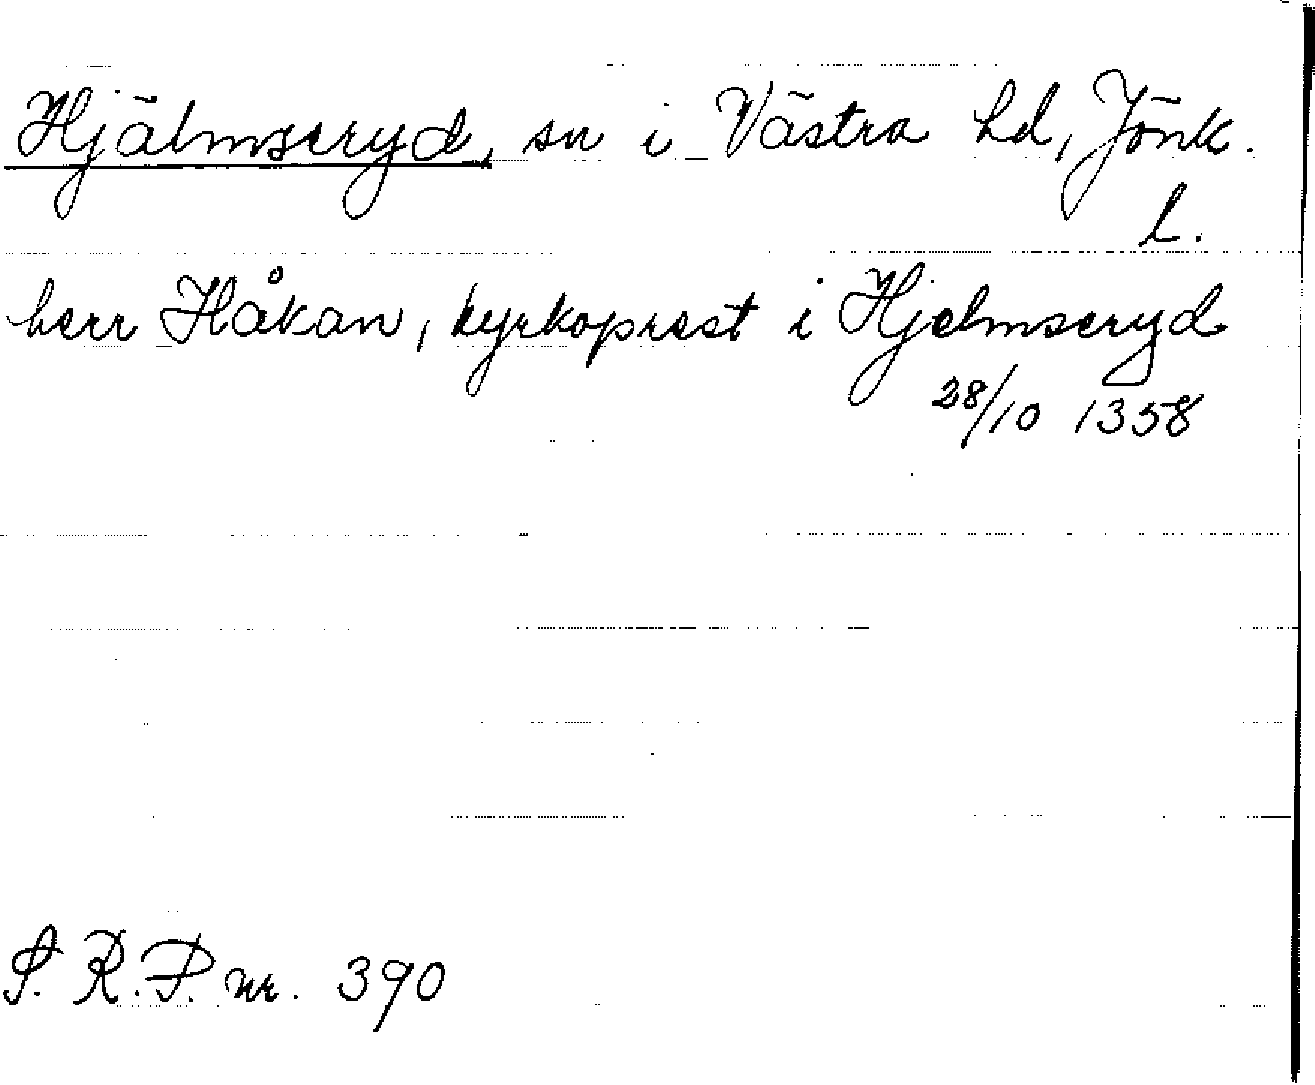 Hjälmseryd, sn i Västra hd, Jönk.
l.
herr Håkan, kyrkoprest i Hjelmseryd
28/10 1358
S. R. P. nr. 390